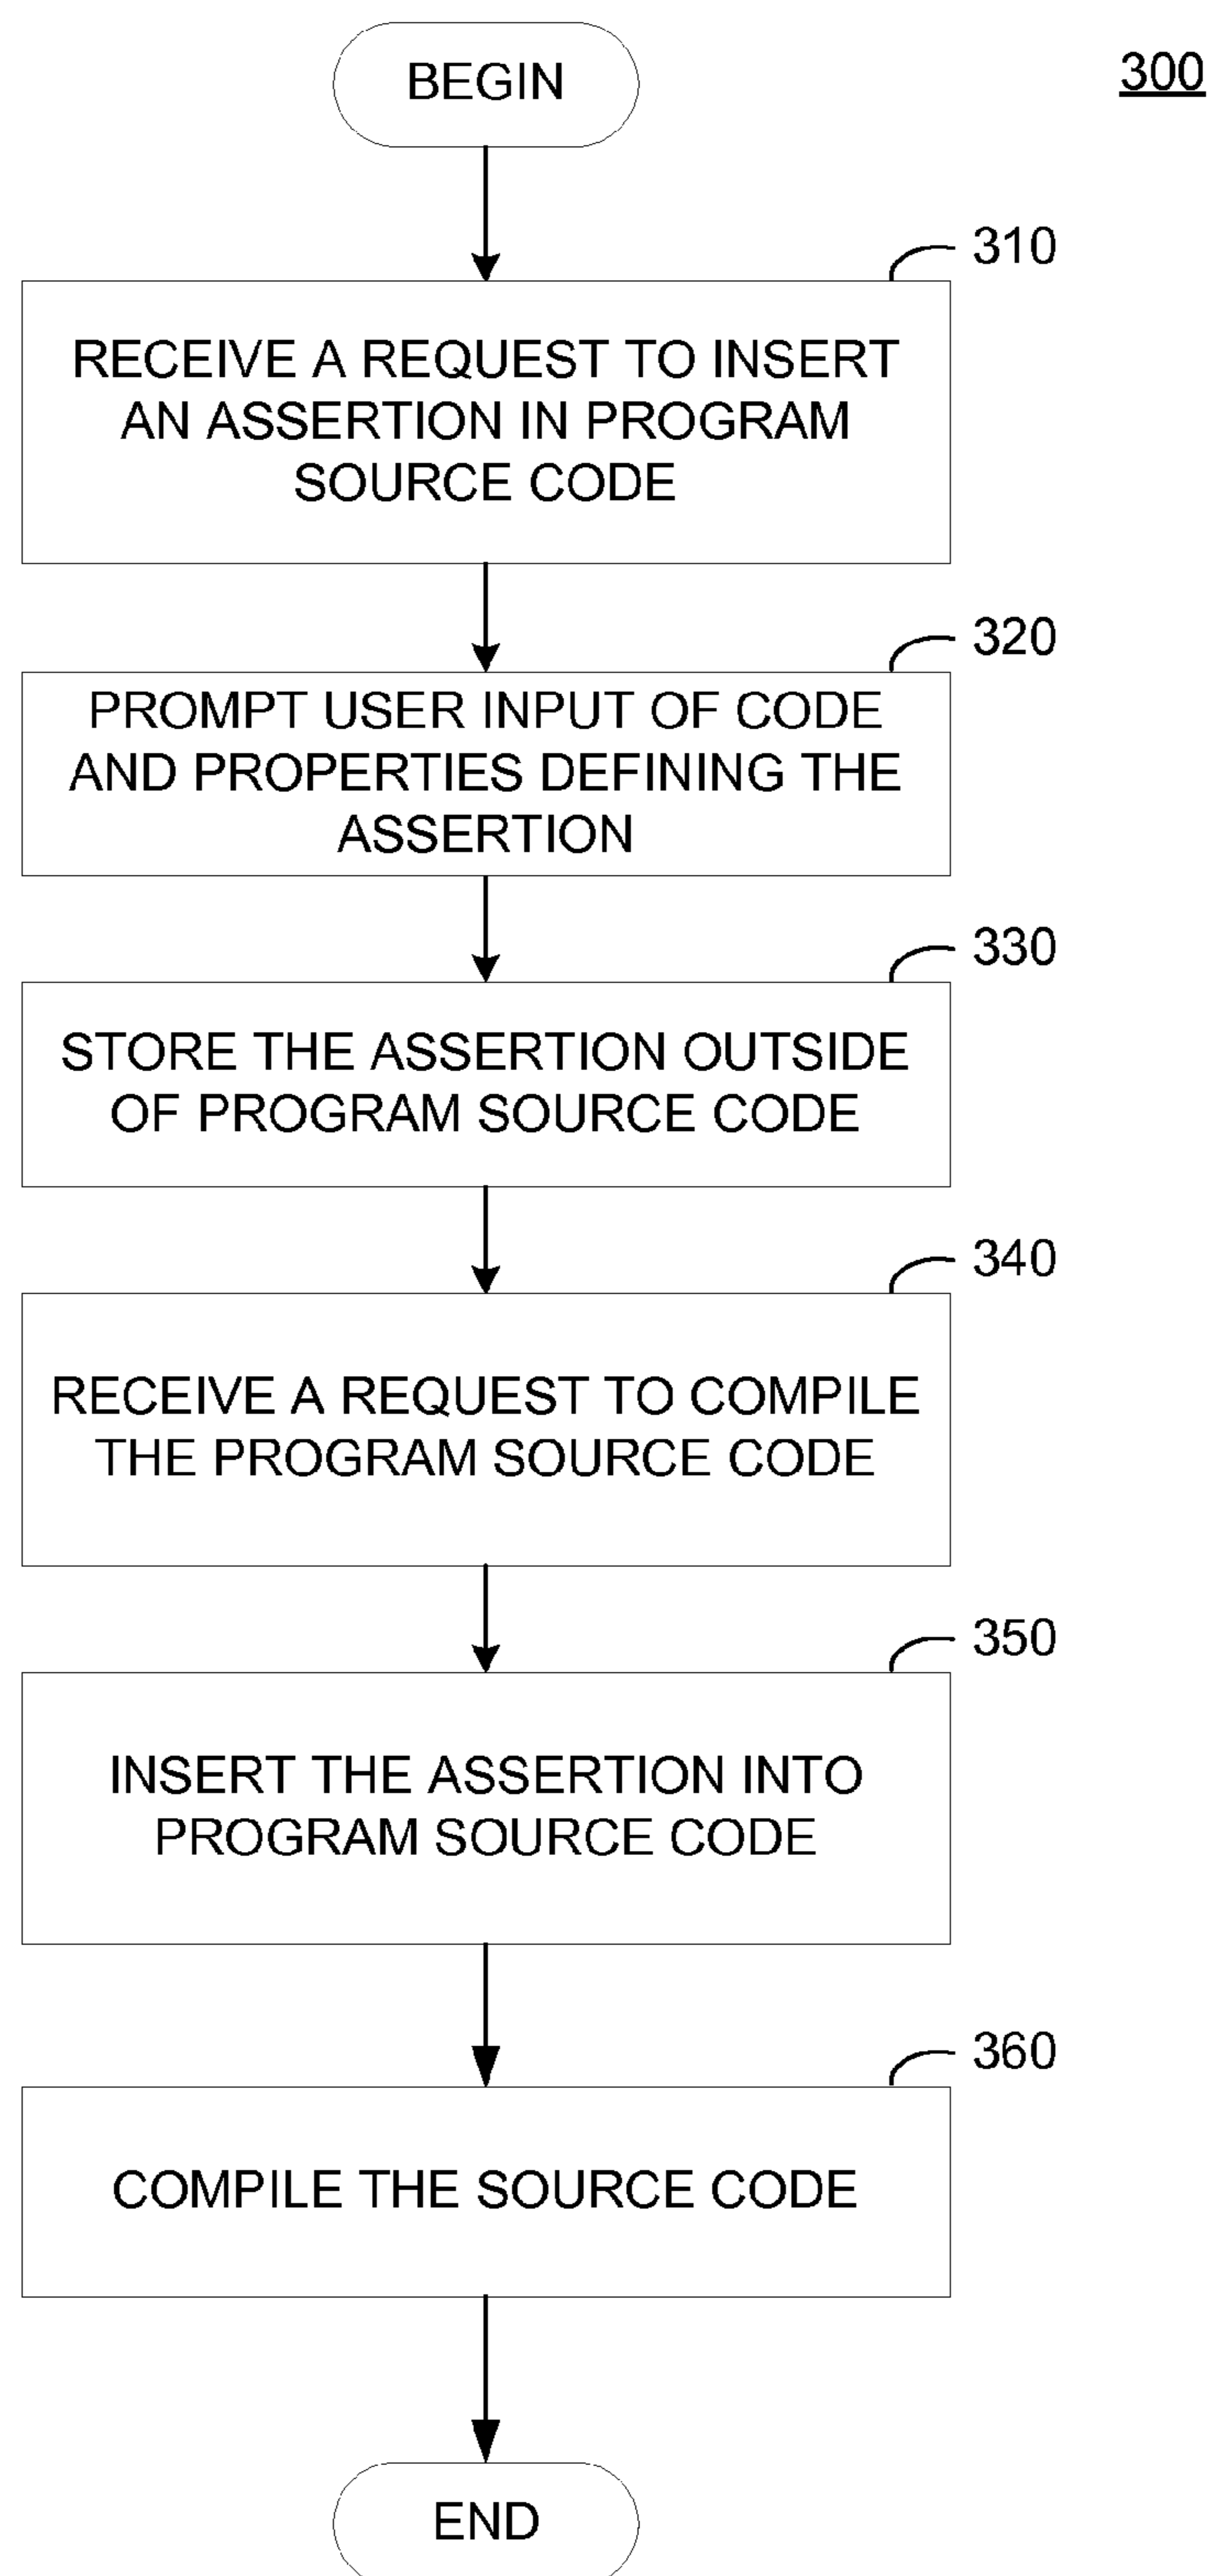 BEGIN
300
310
RECEIVE A REQUEST TO INSERT
AN ASSERTION IN PROGRAM
SOURCE CODE
320
PROMPT USER INPUT OF CODE
AND PROPERTIES DEFINING THE
ASSERTION
330
STORE THE ASSERTION OUTSIDE
OF PROGRAM SOURCE CODE
340
RECEIVE A REQUEST TO COMPILE
THE PROGRAM SOURCE CODE
350
INSERT THE ASSERTION INTO
PROGRAM SOURCE CODE
360
COMPILE THE SOURCE CODE
END